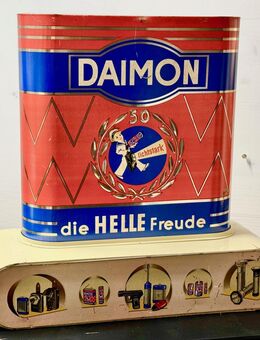 DAIMON
50
Lichtstark
die HELLE Freude